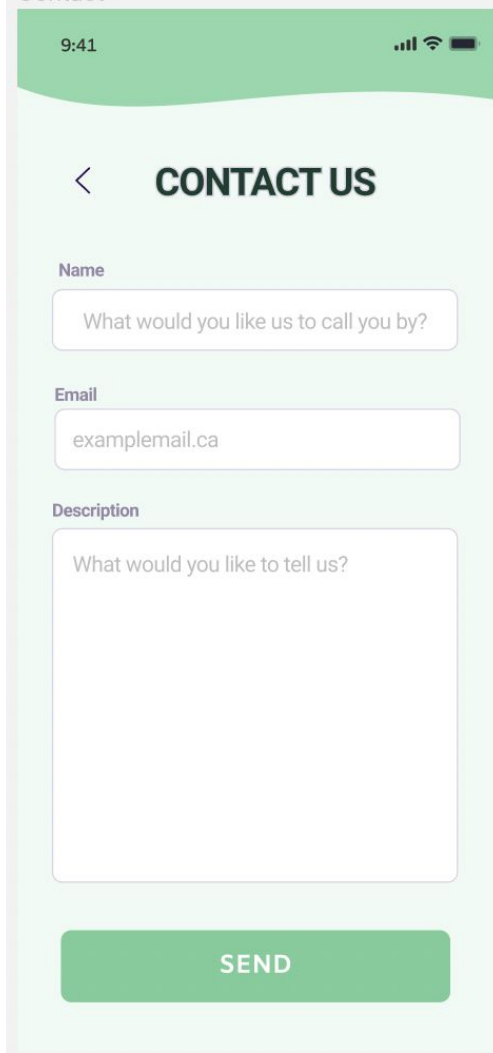 9:41
CONTACT US
Name
What would you like us to call you by?
Email
examplemail.ca
Description
What would you like to tell us?
SEND